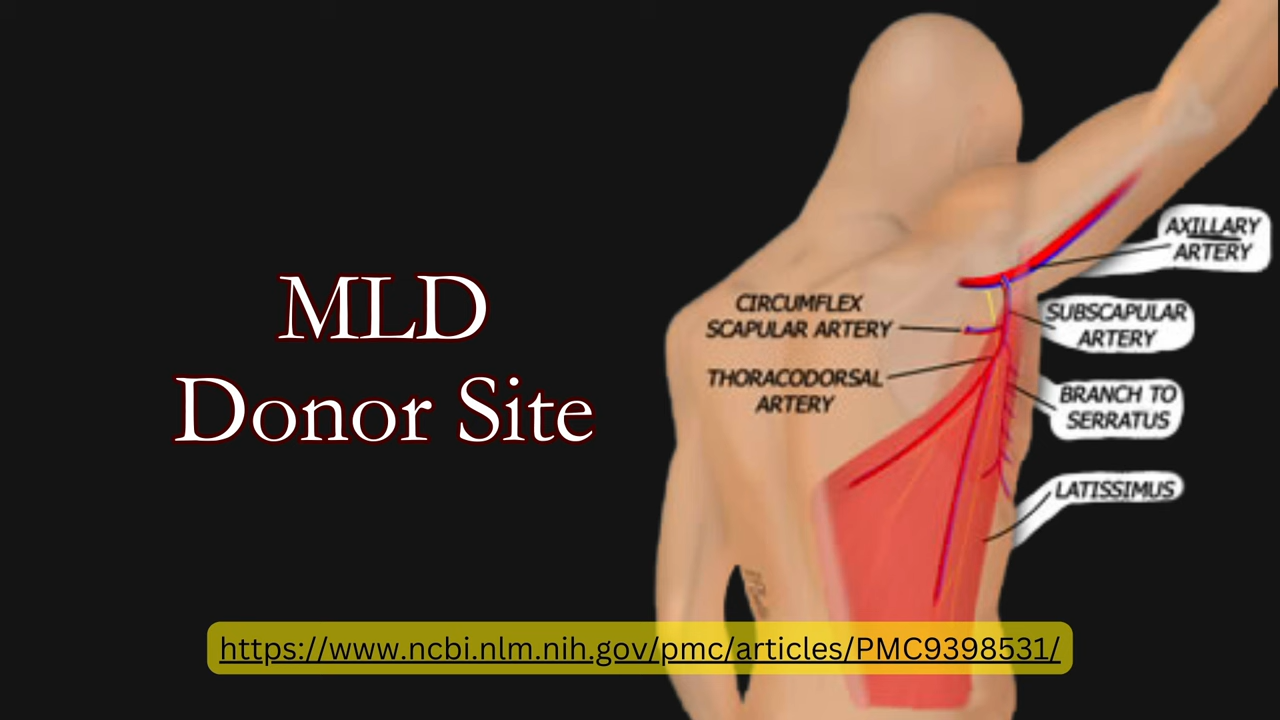 MLD
Donor Site
CIRCUMFLEX
SCAPULAR ARTERY
THORACODORSAL
ARTERY
AXILLARY
ARTERY
SUBSCAPULAR
ARTERY
BRANCH TO
SERRATUS
LATISSIMUS
https://www.ncbi.nlm.nih.gov/pmc/articles/PMC9398531/